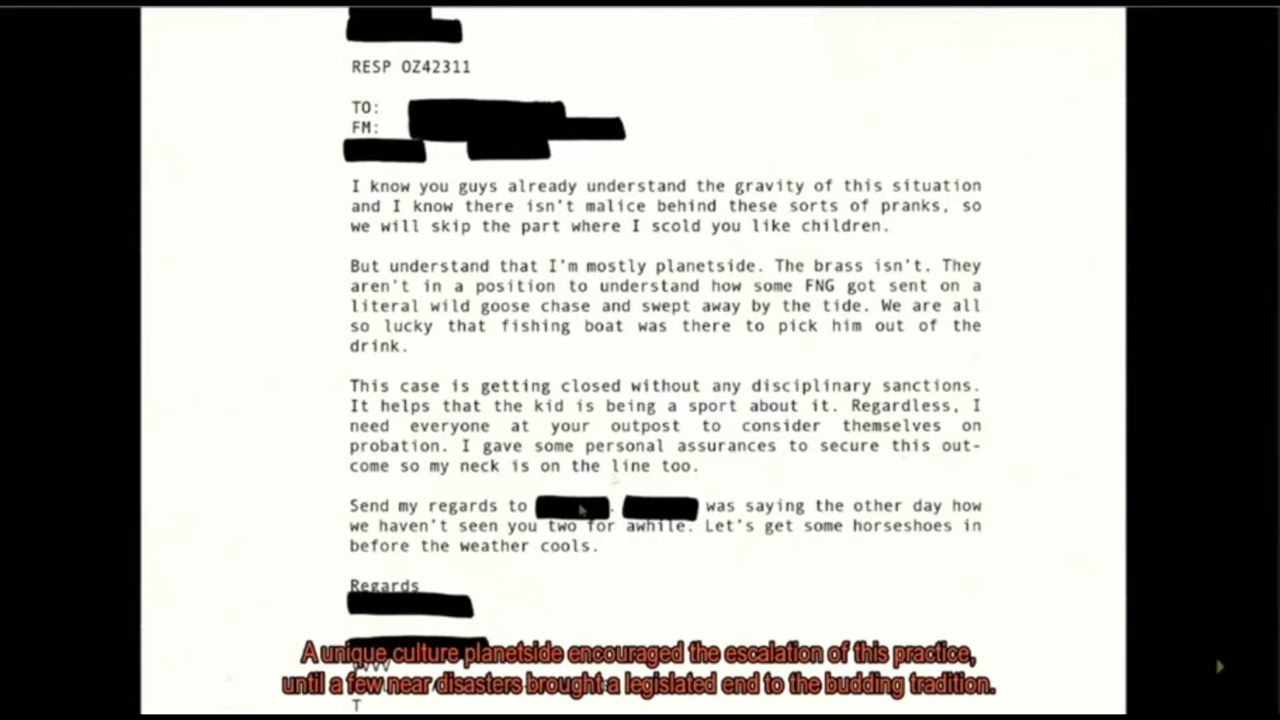 RESP OZ42311
TO:
FM:
I know you guys already understand the gravity of this situation
and I know there isn't malice behind these sorts of pranks, so
we will skip the part where I scold you like children.
But understand that I'm mostly planetside. The brass isn't. They
aren't in a position to understand how some FNG got sent on a
literal wild goose chase and swept away by the tide. We are all
so lucky that fishing boat was there to pick him out of the
drink.
This case is getting closed without any disciplinary sanctions.
It helps that the kid is being a sport about it. Regardless, I
need everyone at your outpost to consider themselves on
probation. I gave some personal assurances to secure this out-
come so my neck is on the line too.
Send my regards to . was saying the other day how
we haven't seen you two for awhile. Let's get some horseshoes in
before the weather cools.
Regards
A unique culture planetside encouraged the escalation of this practice,
until a few near disasters brought a legislated end to the budding tradition.
T